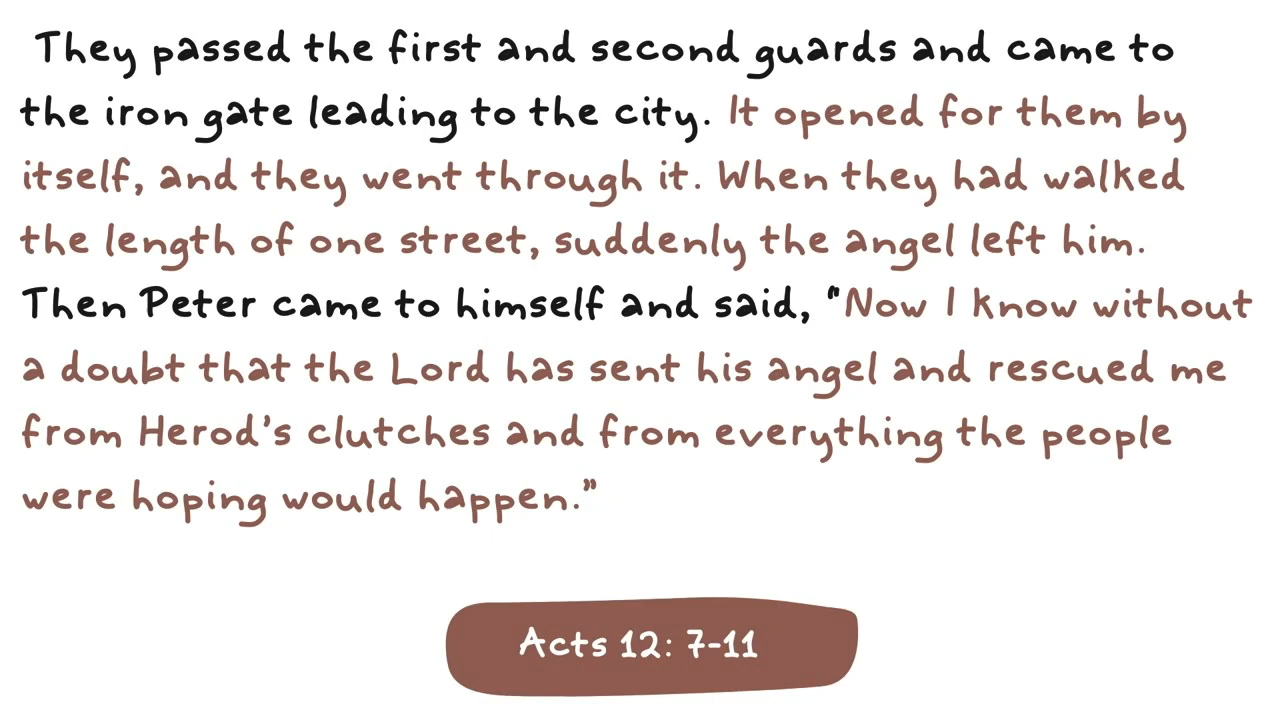 They passed the first and second guards and came to
the iron gate leading to the city. It opened for them by
itself, and they went through it. When they had walked
the length of one street, suddenly the angel left him.
Then Peter came to himself and said, "Now I know without
a doubt that the Lord has sent his angel and rescued me
from Herod's clutches and from everything the people
were hoping would happen."
Acts 12: 7-11